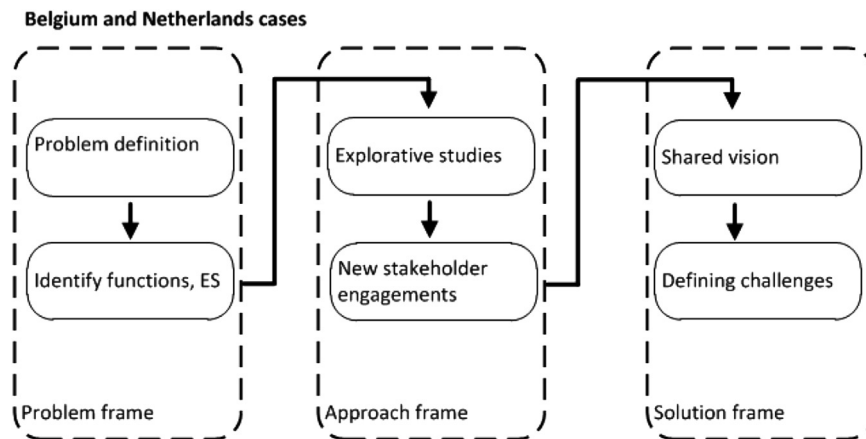 Belgium and Netherlands cases
Problem definition
Identify functions, ES
Problem frame
Explorative studies
New stakeholder
engagements
Approach frame
Shared vision
Defining challenges
Solution frame